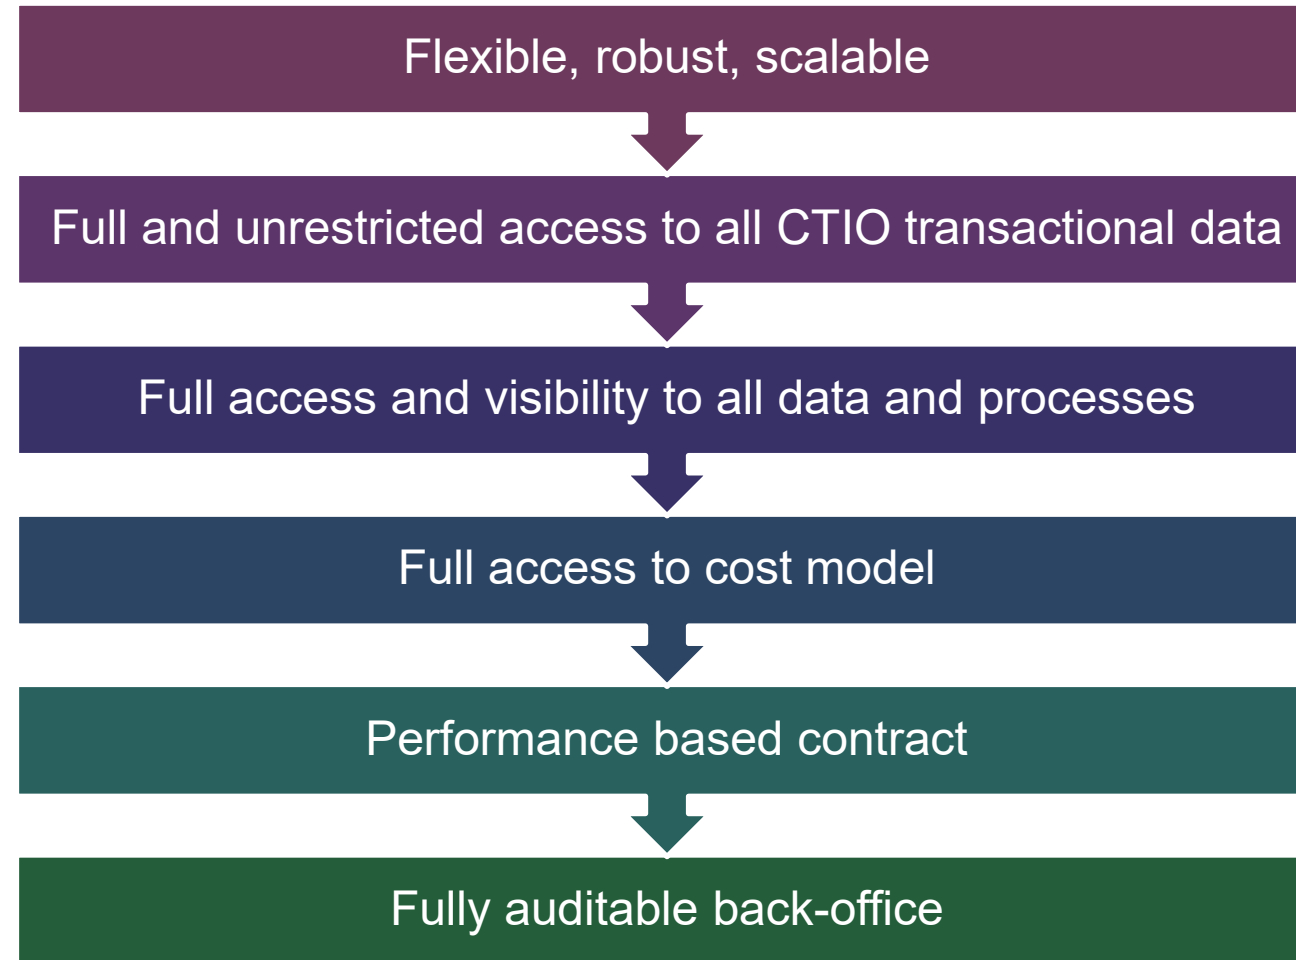 Flexible, robust, scalable
Full and unrestricted access to all CTIO transactional data
Full access and visibility to all data and processes
Full access to cost model
Performance based contract
Fully auditable back-office